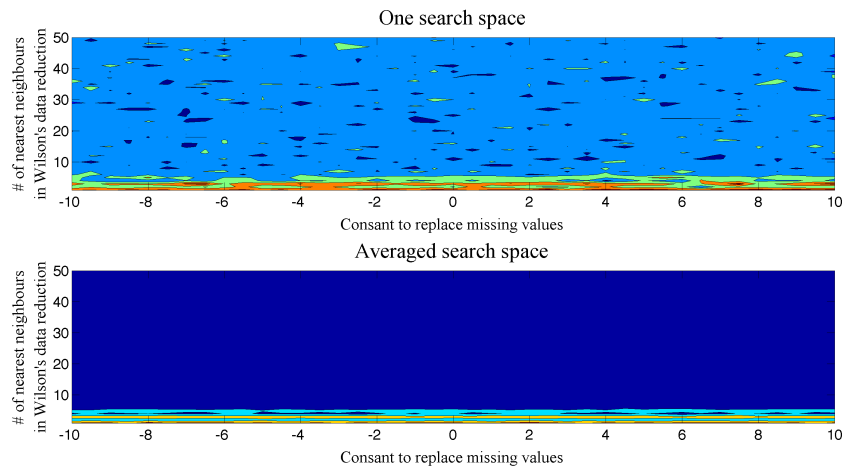 One search space
# of nearest neighbours
in Wilson's data reduction
50
40
30
20
10
-10 -8 -6 -4 -2 0 2 4 6 8 10
Consant to replace missing values
Averaged search space
# of nearest neighbours
in Wilson's data reduction
50
40
30
20
10
-10 -8 -6 -4 -2 0 2 4 6 8 10
Consant to replace missing values